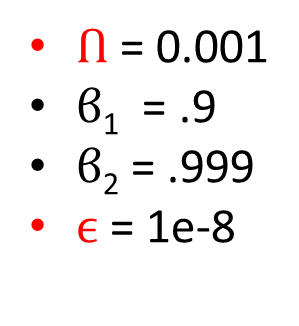 • Ո = 0.001
• β₁ = .9
• β₂ = .999
• ϵ = 1e-8